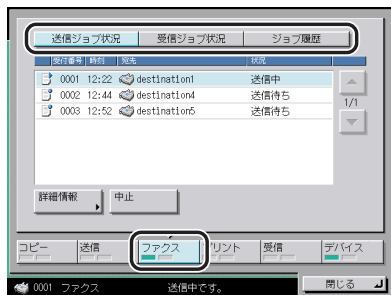 送信ジョブ状況 受信ジョブ状況 ジョブ履歴
受付番号 時刻 宛先 状況
0001 12:22 destination1 送信中
0002 12:44 destination4 送信待ち
0003 12:52 destination5 送信待ち
1/1
詳細情報 中止
コピー 送信 ファクス プリント 受信 デバイス
0001 ファクス 送信中です。 閉じる